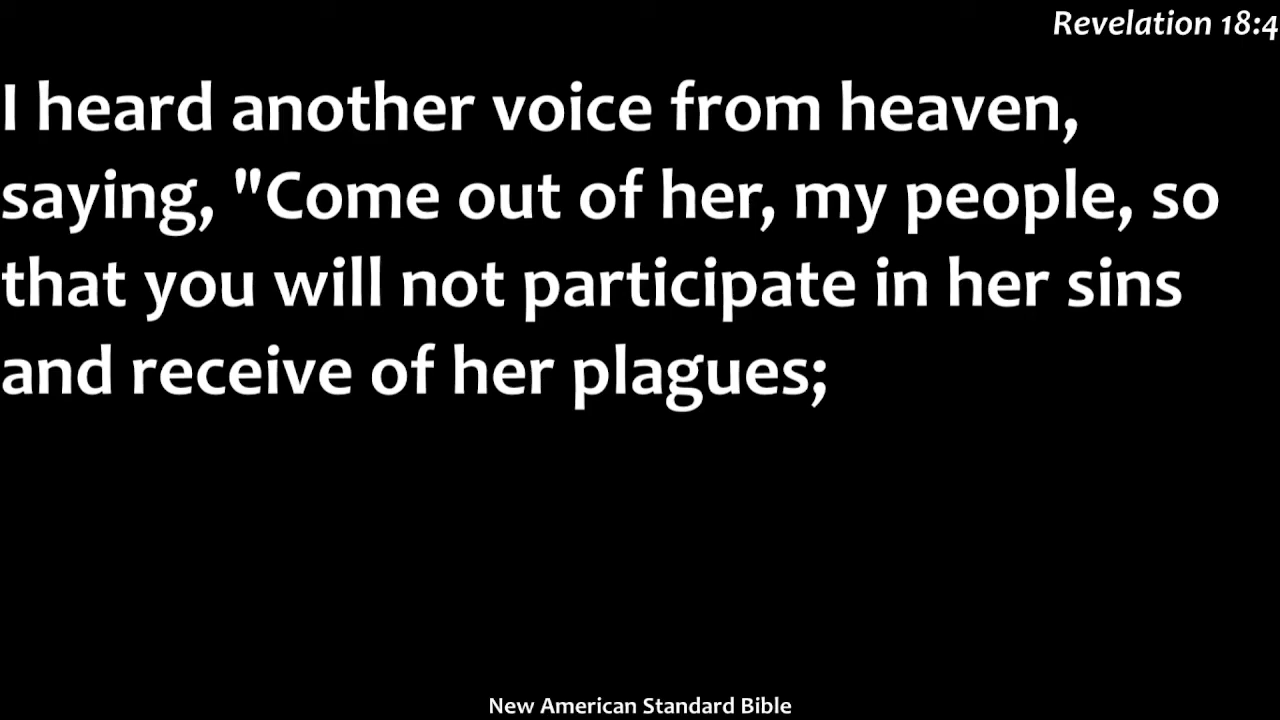 Revelation 18:4
I heard another voice from heaven,
saying, "Come out of her, my people, so
that you will not participate in her sins
and receive of her plagues;
New American Standard Bible